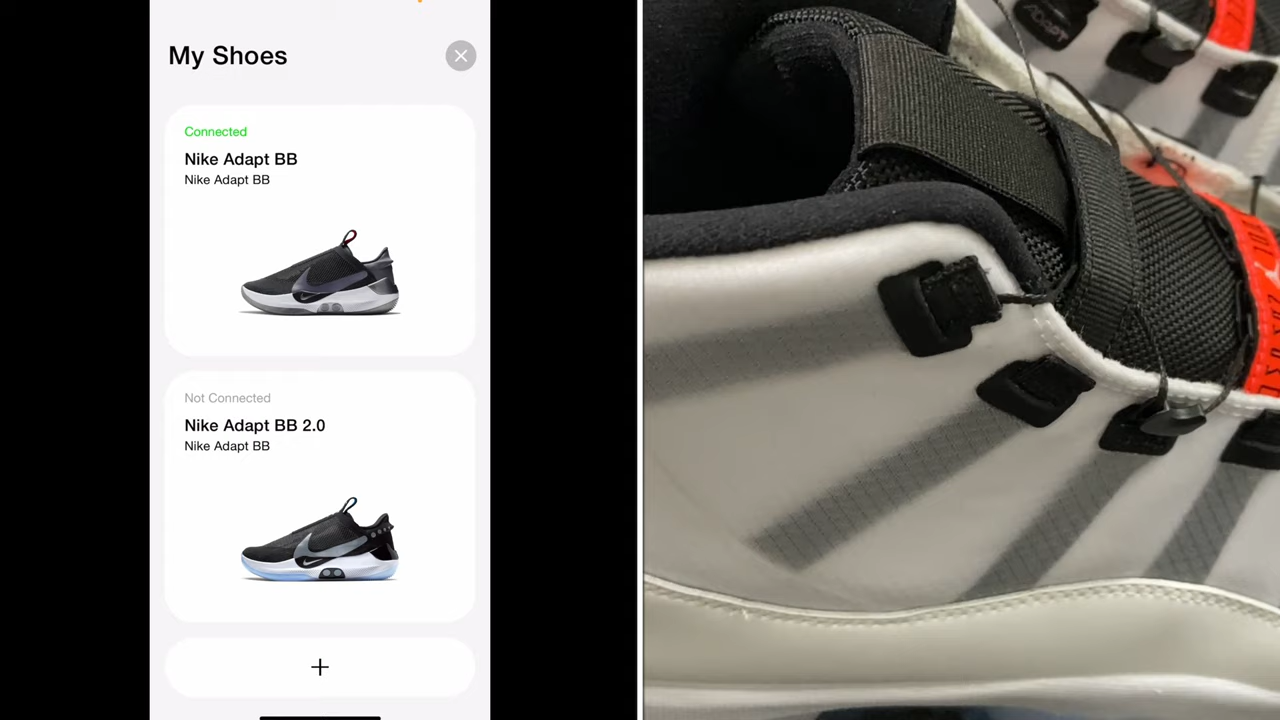 My Shoes
Connected
Nike Adapt BB
Nike Adapt BB
Not Connected
Nike Adapt BB 2.0
Nike Adapt BB
+
ADAPT